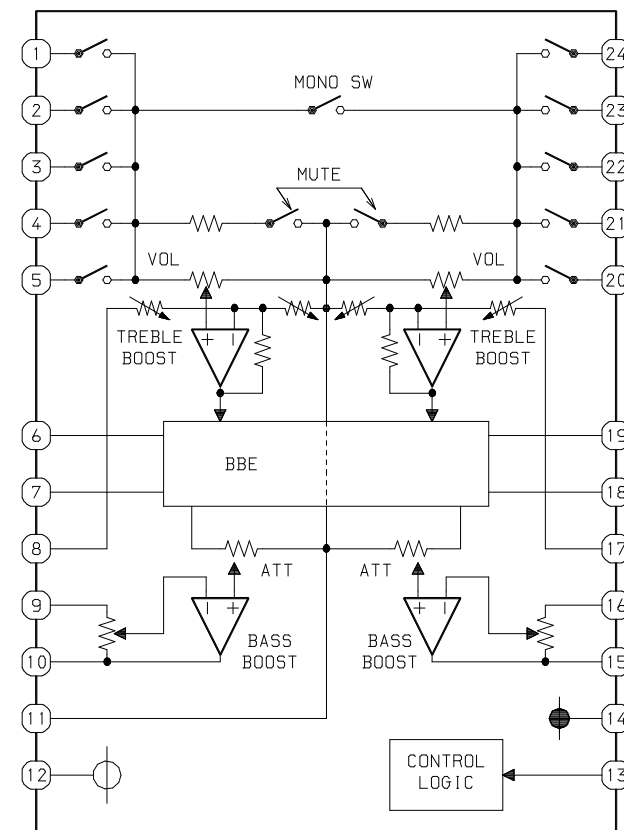 1 24
MONO SW
2 23
3 22
MUTE
4 21
VOL VOL
5 20
+ − − +
TREBLE TREBLE
BOOST BOOST
6 19
BBE
7 18
8 17
ATT ATT
9 16
− + + −
BASS BASS
BOOST BOOST
10 15
11 14
CONTROL
LOGIC
12 13